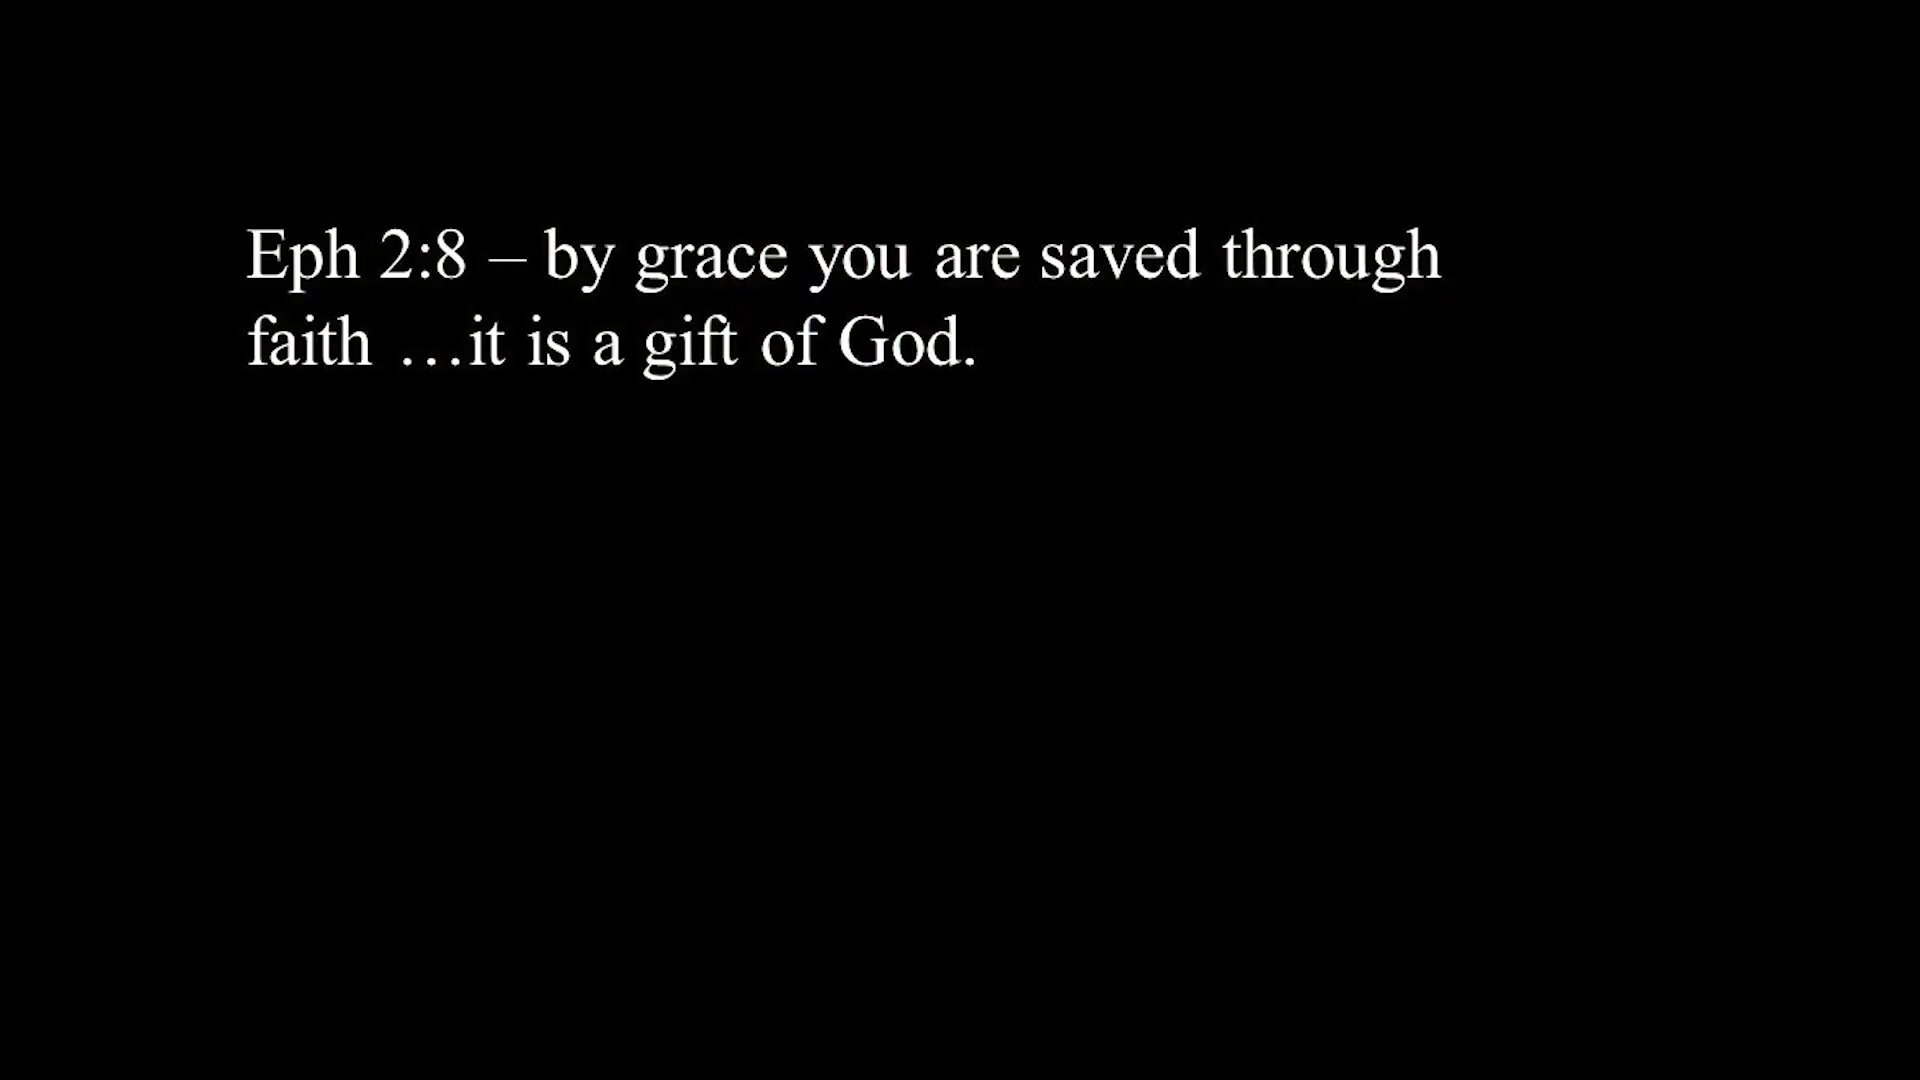 Eph 2:8 – by grace you are saved through
faith …it is a gift of God.